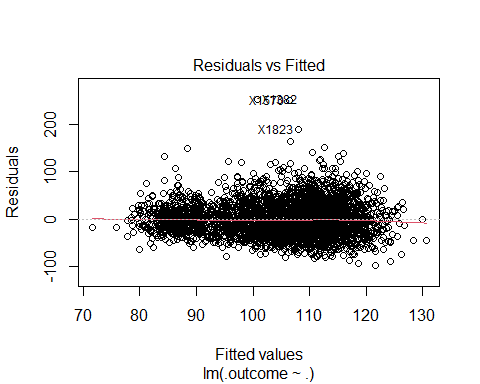 Residuals vs Fitted
X1382
X1823
Residuals
200
100
0
-100
70
80
90
100
110
120
130
Fitted values
lm(.outcome ~ .)